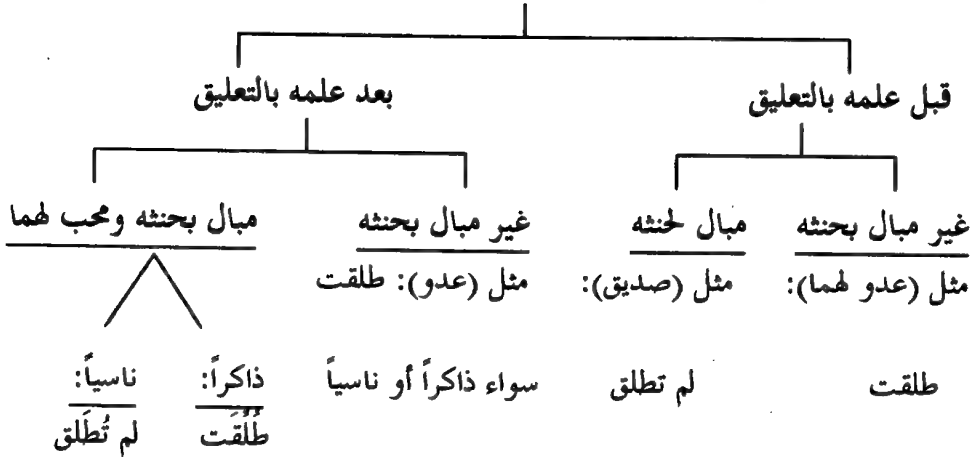 قبل علمه بالتعليق
بعد علمه بالتعليق
غير مبال بحنثه
مبال لحنثه
غير مبال بحنثه
مبال بحنثه ومحب لهما
مثل (عدو لهما):
مثل (صديق):
مثل (عدو): طلقت
طلقت
لم تطلق
سواء ذاكراً أو ناسياً
ذاكراً:
طُلُقَت
ناسياً:
لم تُطَلق